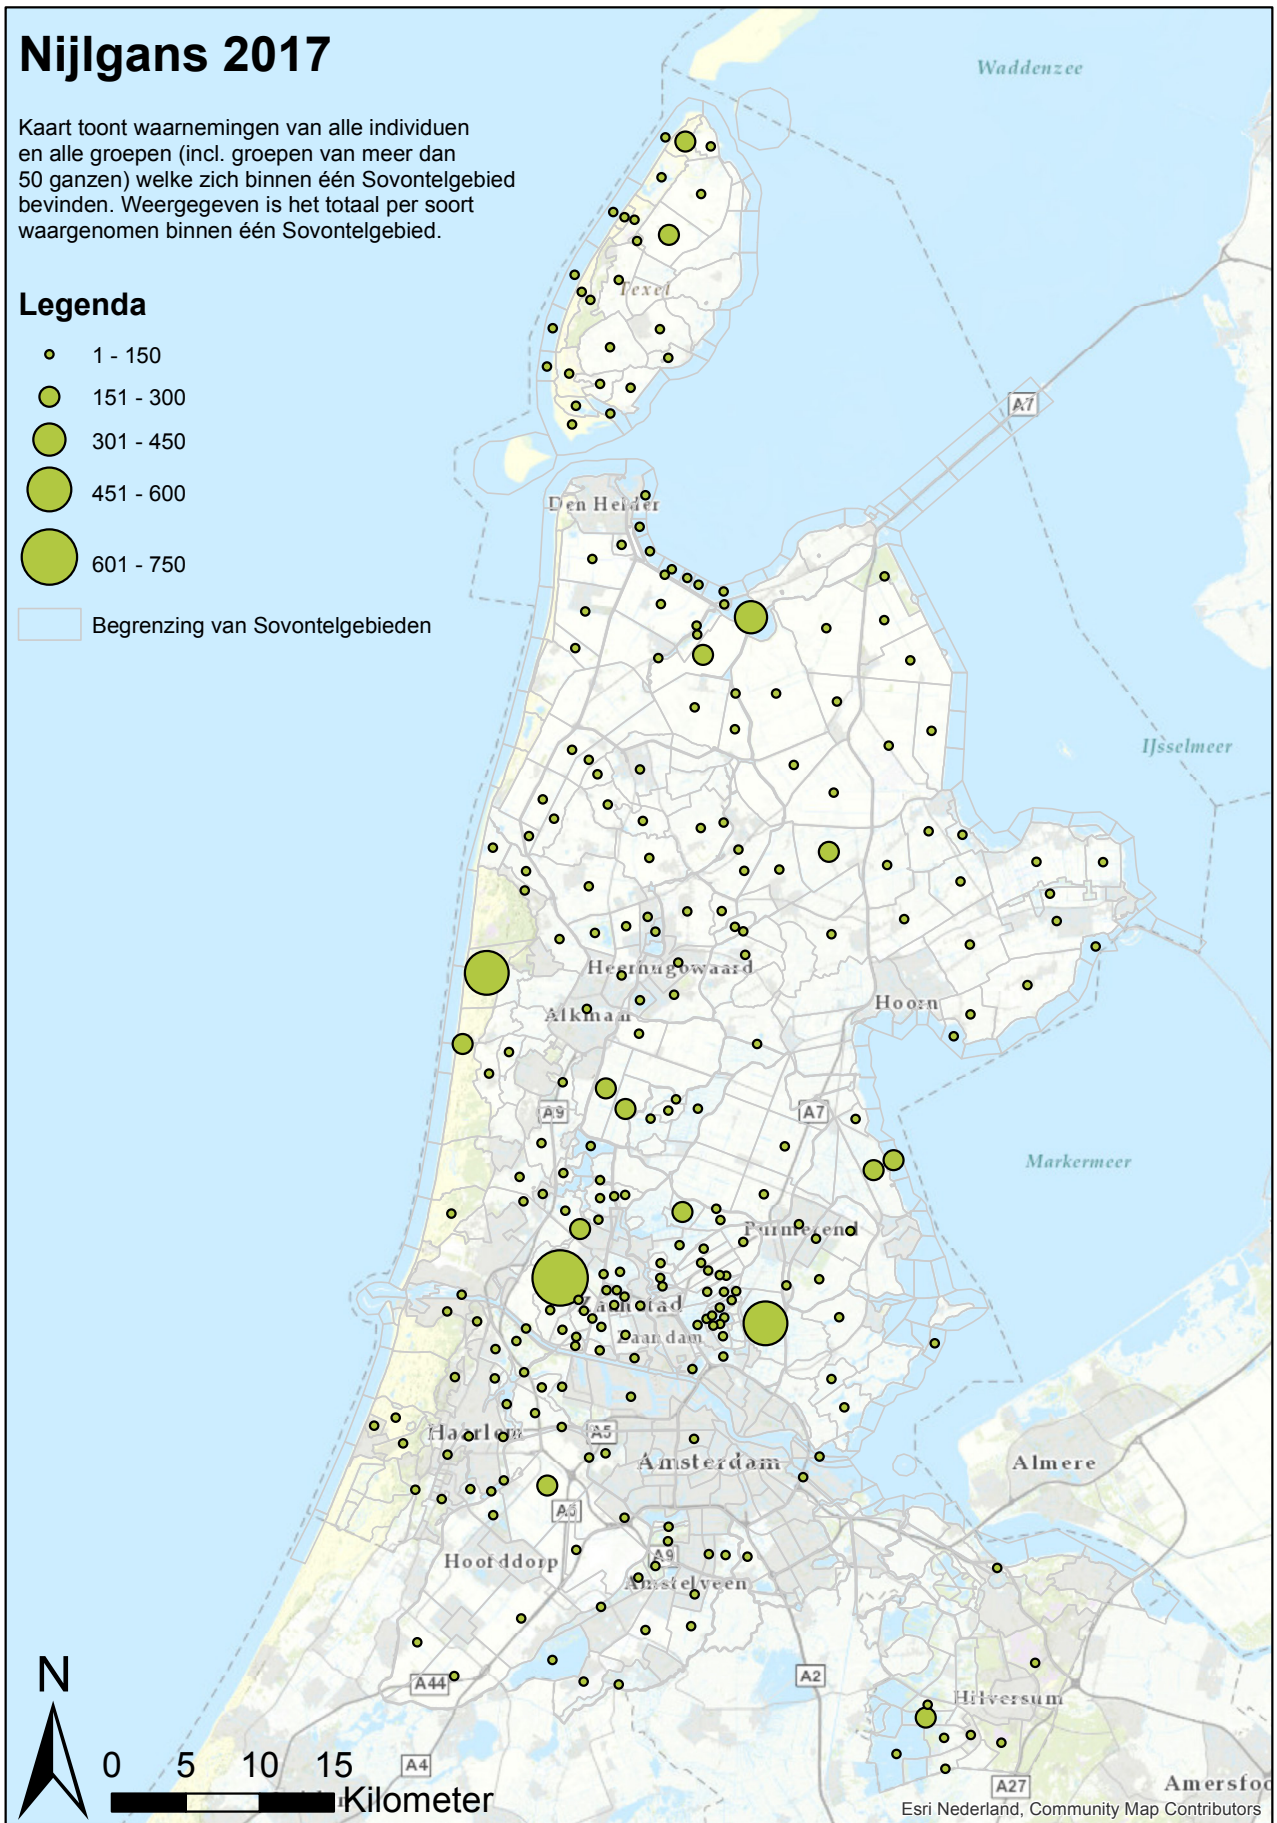 Nijlgans 2017
Kaart toont waarnemingen van alle individuen
en alle groepen (incl. groepen van meer dan
50 ganzen) welke zich binnen één Sovontelgebied
bevinden. Weergegeven is het totaal per soort
waargenomen binnen één Sovontelgebied.
Legenda
1 - 150
151 - 300
301 - 450
451 - 600
601 - 750
Begrenzing van Sovontelgebieden
Waddenzee
Texel
A7
Den Helder
IJsselmeer
Heerhugowaard
Hoorn
Alkmaar
A9
A7
Markermeer
Purmerend
Zaanstad
Zaandam
Haarlem
A5
Amsterdam
Almere
A5
Hoofddorp
A9
Amstelveen
A44
A2
Hilversum
A4
A27
Amersfoo
N
0 5 10 15
Kilometer
Esri Nederland, Community Map Contributors